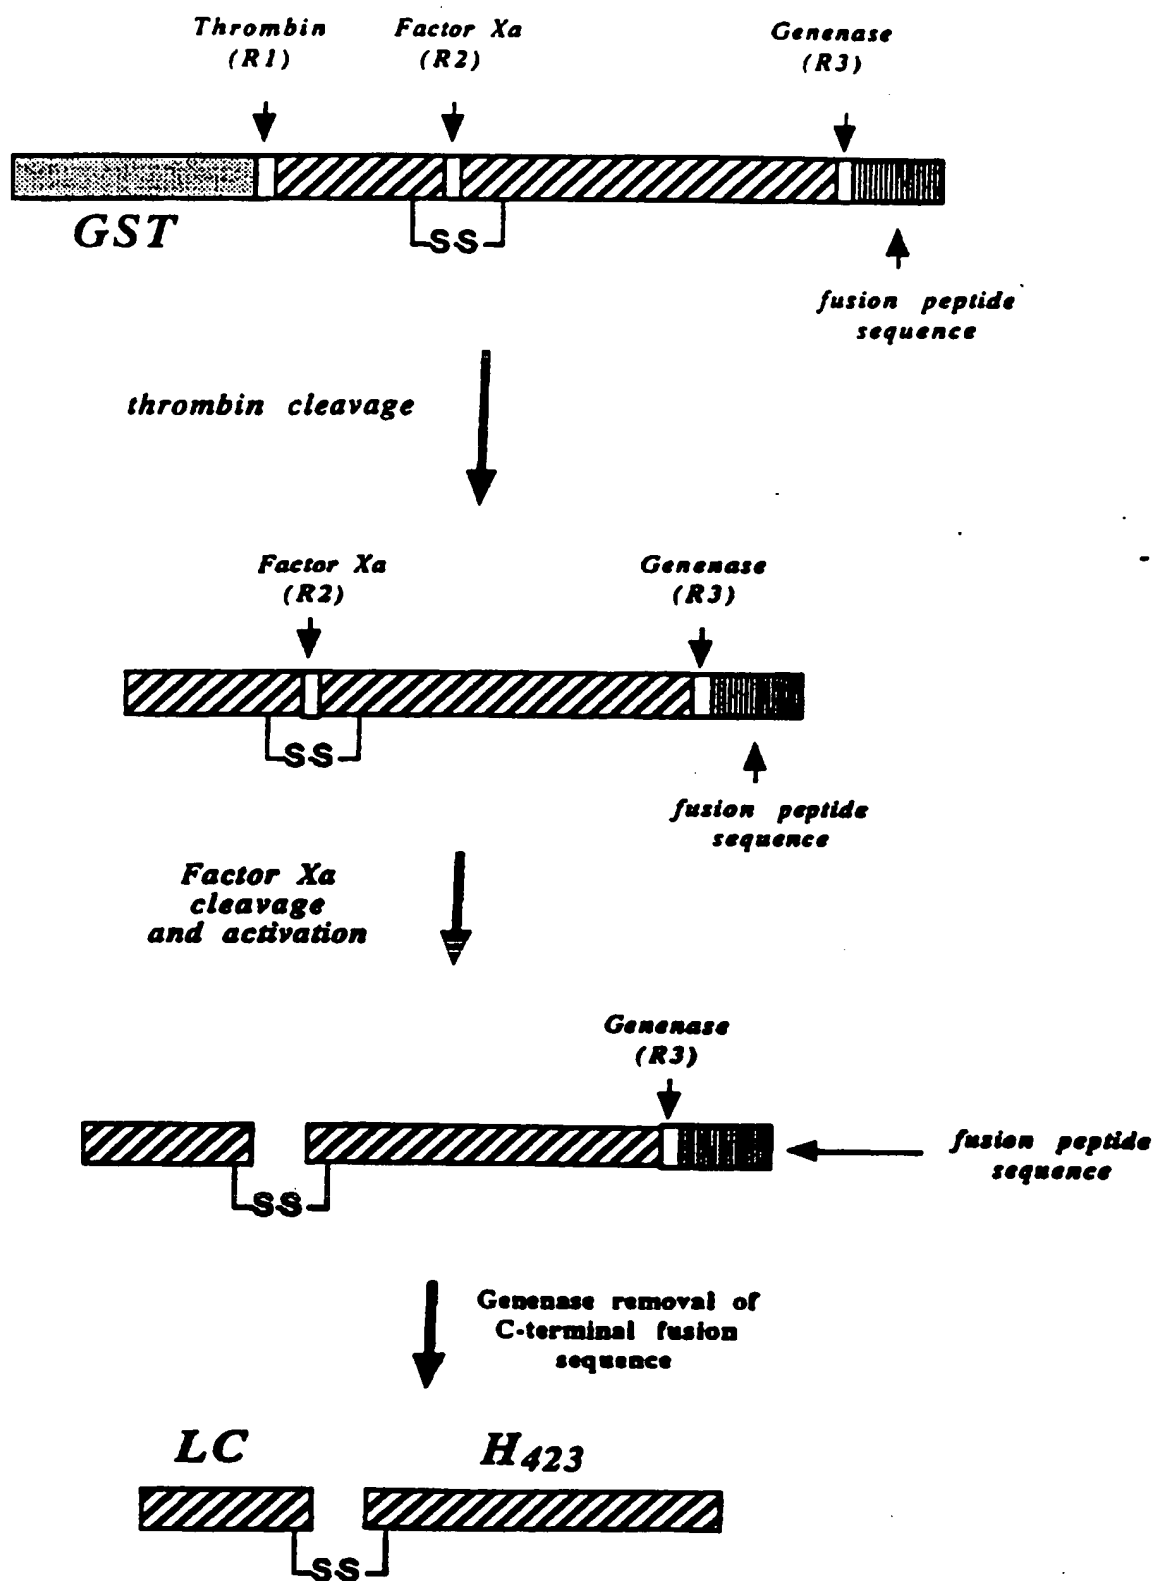 Thrombin
(R1)
Factor Xa
(R2)
Genenase
(R3)
GST
SS
fusion peptide
sequence
thrombin cleavage
Factor Xa
(R2)
Genenase
(R3)
SS
fusion peptide
sequence
Factor Xa
cleavage
and activation
Genenase
(R3)
fusion peptide
sequence
SS
Genenase removal of
C-terminal fusion
sequence
LC
H423
SS